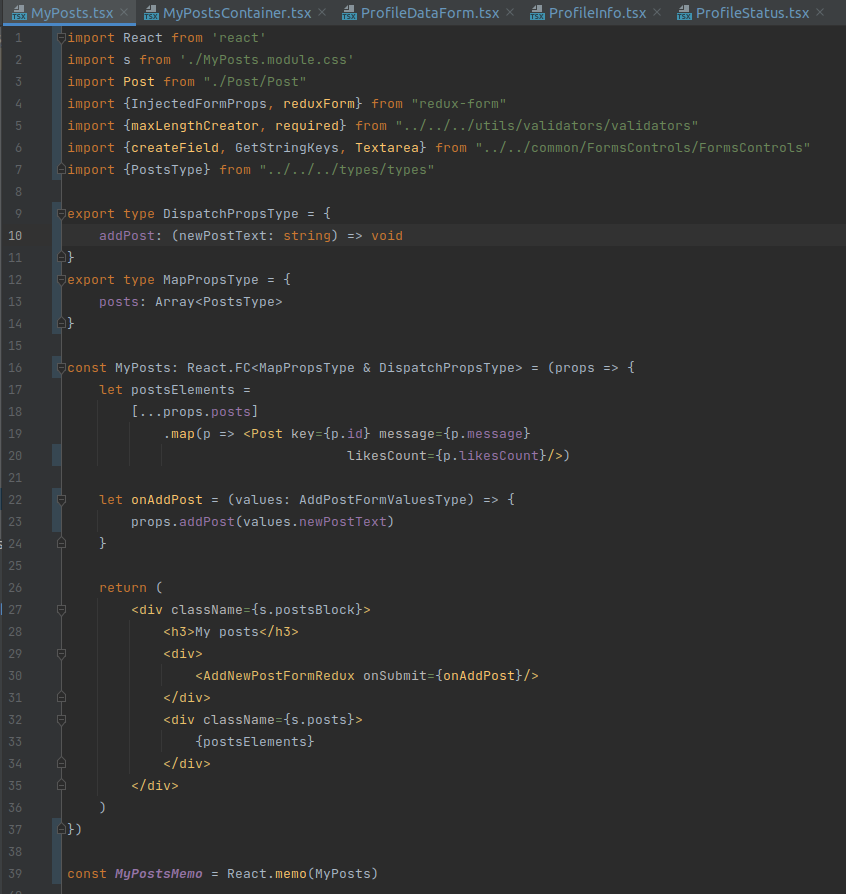 MyPosts.tsx MyPostsContainer.tsx ProfileDataForm.tsx ProfileInfo.tsx ProfileStatus.tsx
1 import React from 'react'
2 import s from './MyPosts.module.css'
3 import Post from "./Post/Post"
4 import {InjectedFormProps, reduxForm} from "redux-form"
5 import {maxLengthCreator, required} from "../../../utils/validators/validators"
6 import {createField, GetStringKeys, Textarea} from "../../common/FormsControls/FormsControls"
7 import {PostsType} from "../../../types/types"
8
9 export type DispatchPropsType = {
10     addPost: (newPostText: string) => void
11 }
12 export type MapPropsType = {
13     posts: Array<PostsType>
14 }
15
16 const MyPosts: React.FC<MapPropsType & DispatchPropsType> = (props => {
17     let postsElements =
18         [...props.posts]
19             .map(p => <Post key={p.id} message={p.message}
20                                    likesCount={p.likesCount}/>)
21
22     let onAddPost = (values: AddPostFormValuesType) => {
23         props.addPost(values.newPostText)
24     }
25
26     return (
27         <div className={s.postsBlock}>
28             <h3>My posts</h3>
29             <div>
30                 <AddNewPostFormRedux onSubmit={onAddPost}/>
31             </div>
32             <div className={s.posts}>
33                 {postsElements}
34             </div>
35         </div>
36     )
37 })
38
39 const MyPostsMemo = React.memo(MyPosts)